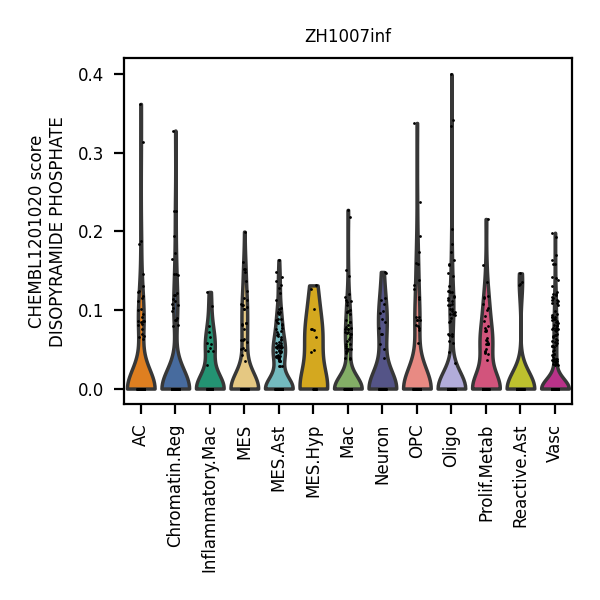 ZH1007inf
CHEMBL1201020 score
DISOPYRAMIDE PHOSPHATE
0.4
0.3
0.2
0.1
0.0
AC
Chromatin.Reg
Inflammatory.Mac
MES
MES.Ast
MES.Hyp
Mac
Neuron
OPC
Oligo
Prolif.Metab
Reactive.Ast
Vasc